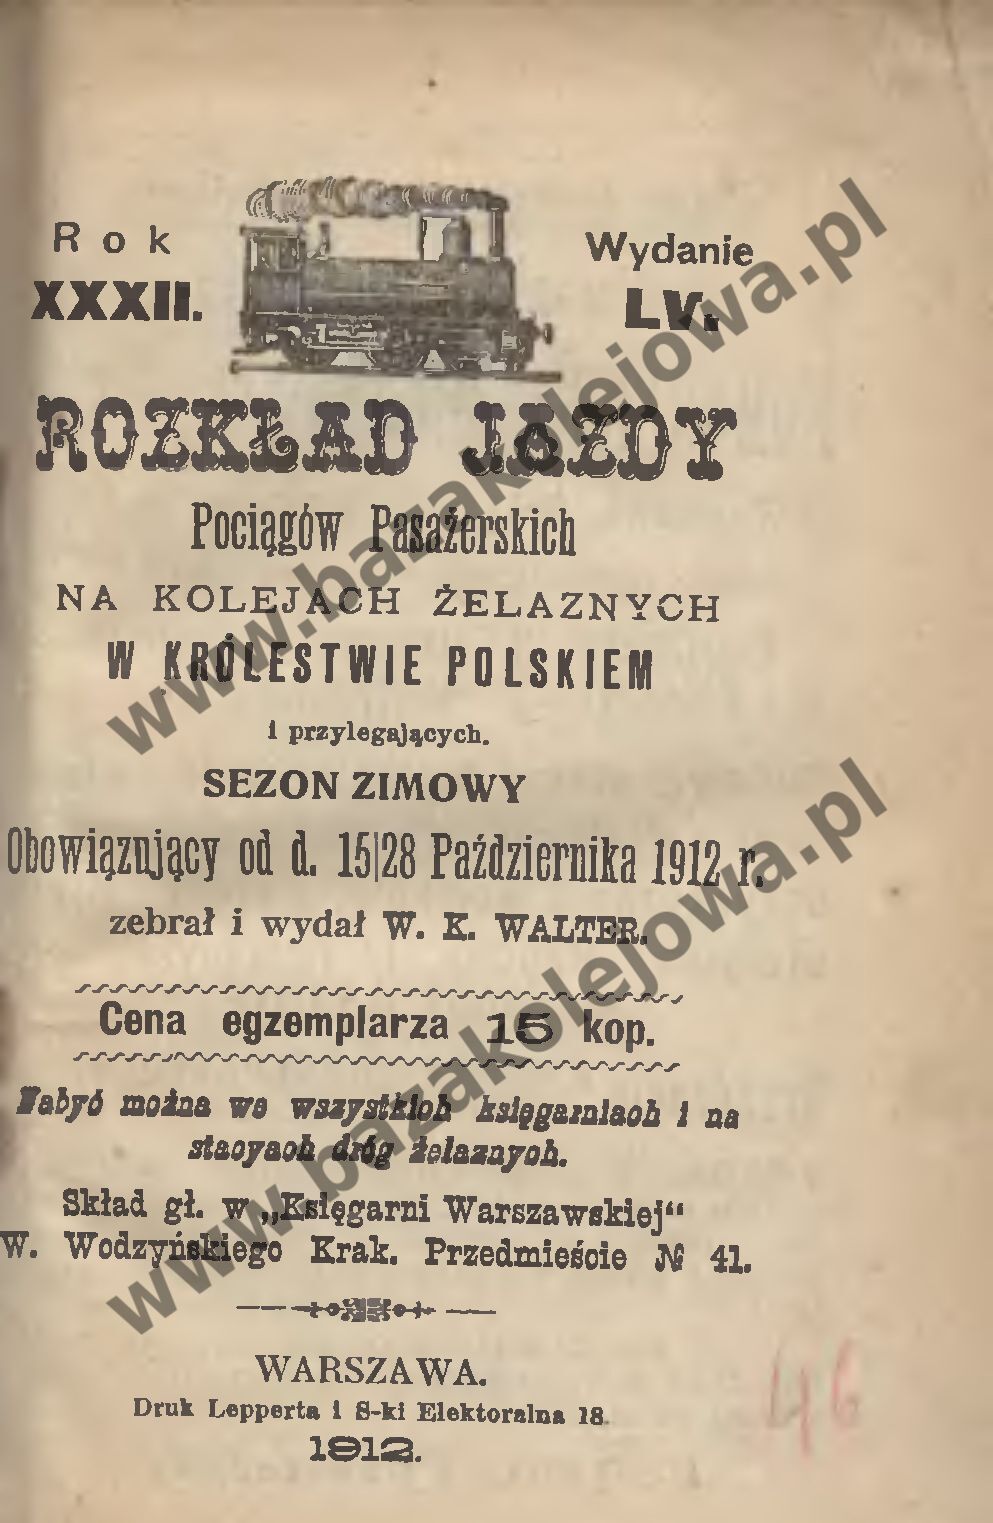 Rok
XXXII.
Wydanie
LV.
ROZKŁAD JAZDY
Pociągów Pasażerskich
NA KOLEJACH ŻELAZNYCH
W KRÓLESTWIE POLSKIEM
i przylegających.
SEZON ZIMOWY
Obowiązujący od d. 15|28 Października 1912 r.
zebrał i wydał W. K. WALTER.
Cena egzemplarza 15 kop.
Nabyć można we wszystkich księgarniach i na
stacyach dróg żelaznych.
Skład gł. w „Księgarni Warszawskiej“
W. Wodzyńskiego Krak. Przedmieście № 41.
WARSZAWA.
Druk Lepperta i S-ki Elektoralna 18.
1912.
46
www.bazakolejowa.pl
www.bazakolejowa.pl